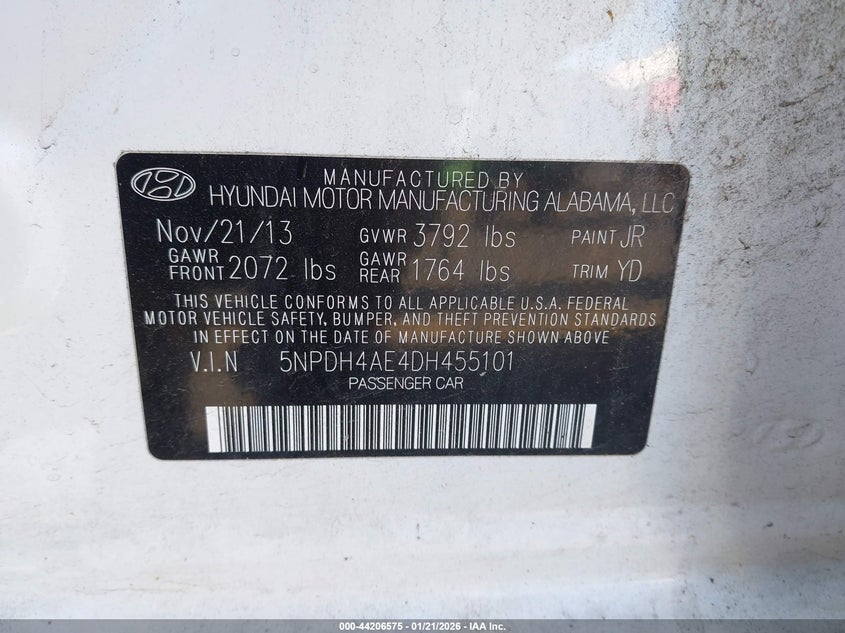 MANUFACTURED BY
HYUNDAI MOTOR MANUFACTURING ALABAMA, LLC
Nov/21/13 GVWR 3792 lbs PAINT JR
GAWR FRONT 2072 lbs GAWR REAR 1764 lbs TRIM YD
THIS VEHICLE CONFORMS TO ALL APPLICABLE U.S.A. FEDERAL
MOTOR VEHICLE SAFETY, BUMPER, AND THEFT PREVENTION STANDARDS
IN EFFECT ON THE DATE OF MANUFACTURE SHOWN ABOVE
V.I.N 5NPDH4AE4DH455101
PASSENGER CAR
000-44206575 - 01/21/2026 - IAA Inc.